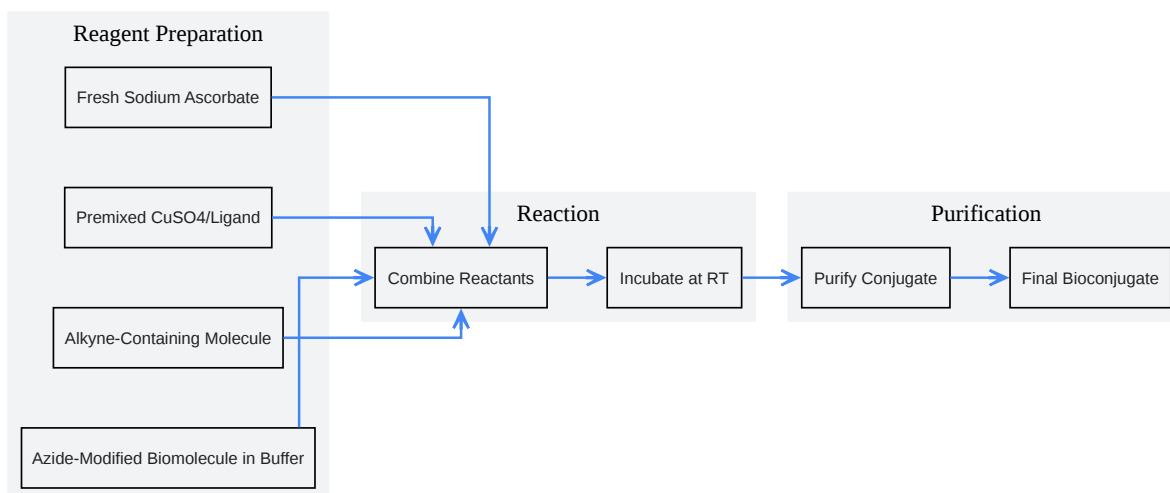 Reagent Preparation
Fresh Sodium Ascorbate
Premixed CuSO4/Ligand
Alkyne-Containing Molecule
Azide-Modified Biomolecule in Buffer
Reaction
Combine Reactants
Incubate at RT
Purification
Purify Conjugate
Final Bioconjugate